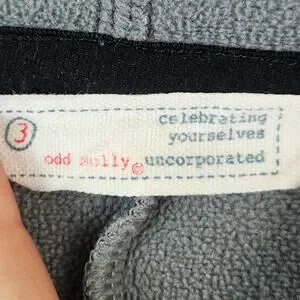 3
celebrating
yourselves
odd molly® uncorporated